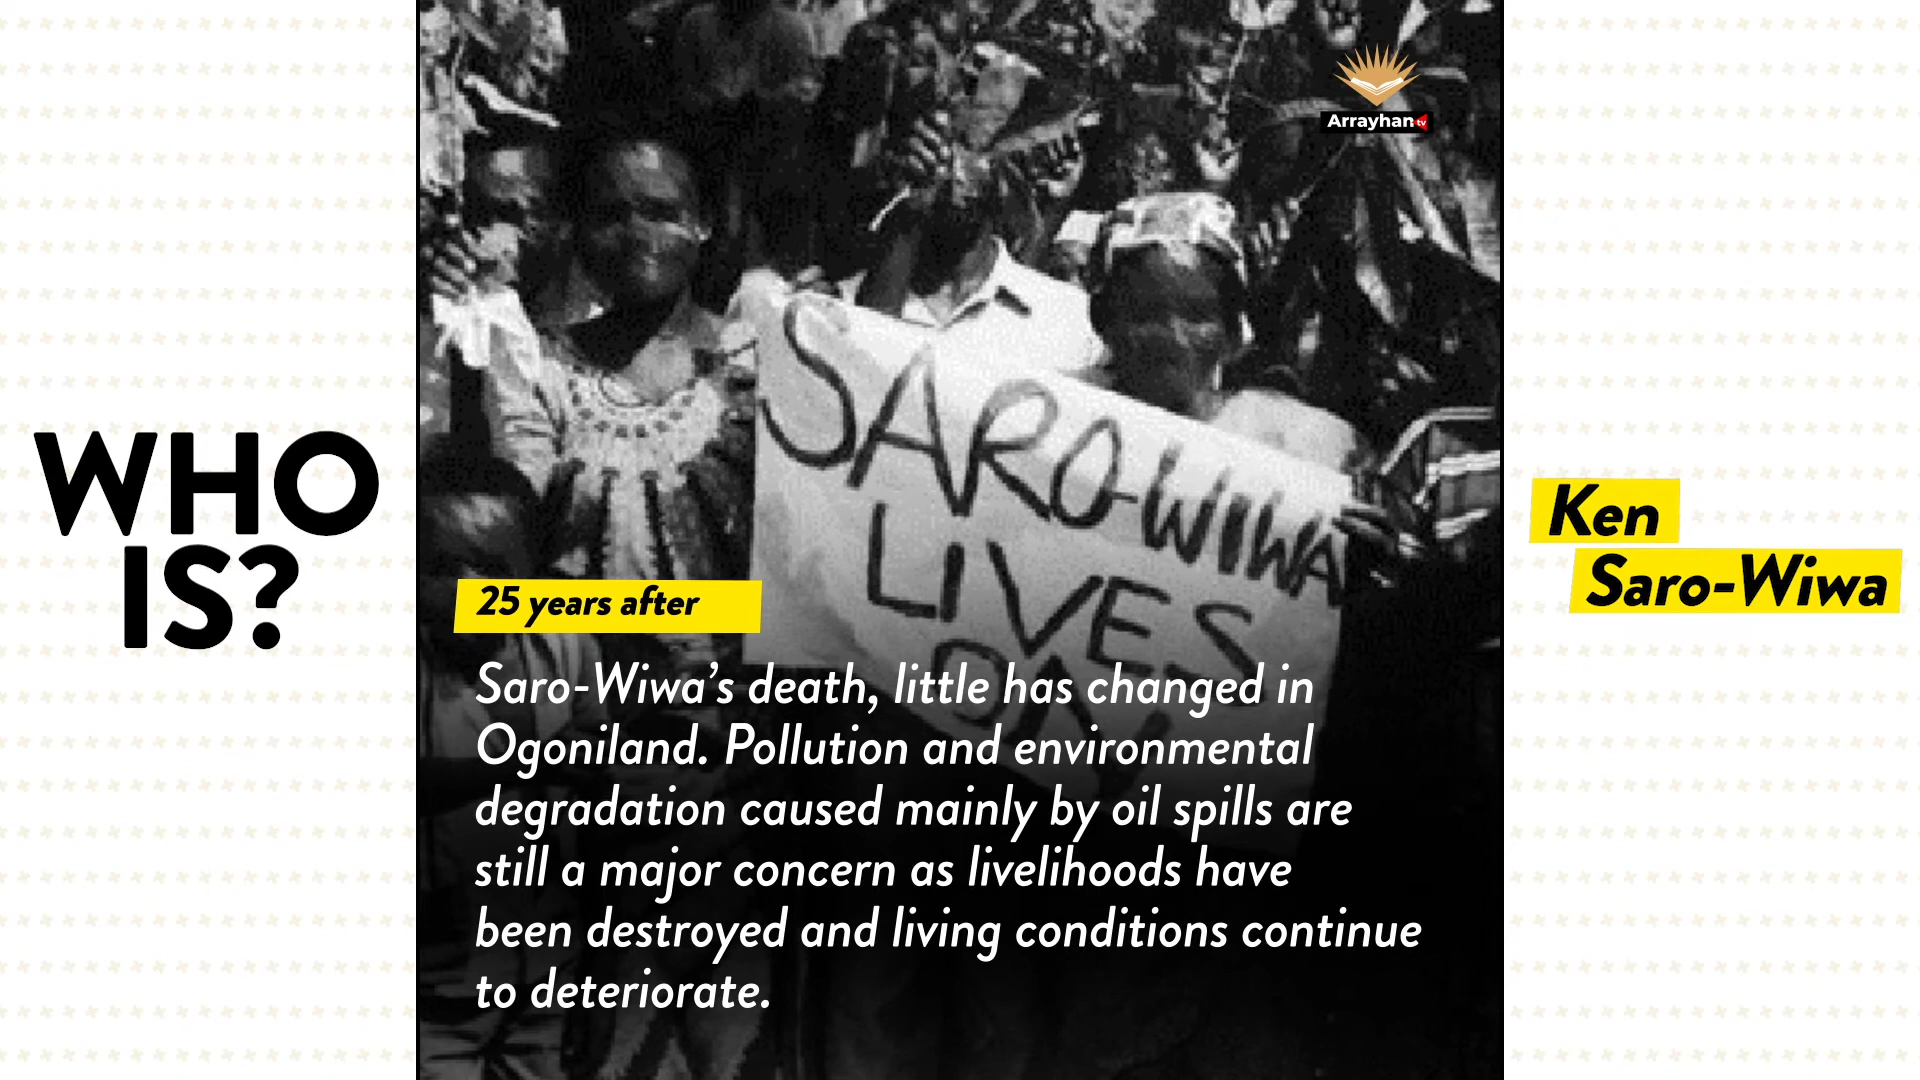 WHO
IS?
Arrayhan tv
SARO-WIWA
LIVES
ON
25 years after
Saro-Wiwa’s death, little has changed in
Ogoniland. Pollution and environmental
degradation caused mainly by oil spills are
still a major concern as livelihoods have
been destroyed and living conditions continue
to deteriorate.
Ken
Saro-Wiwa